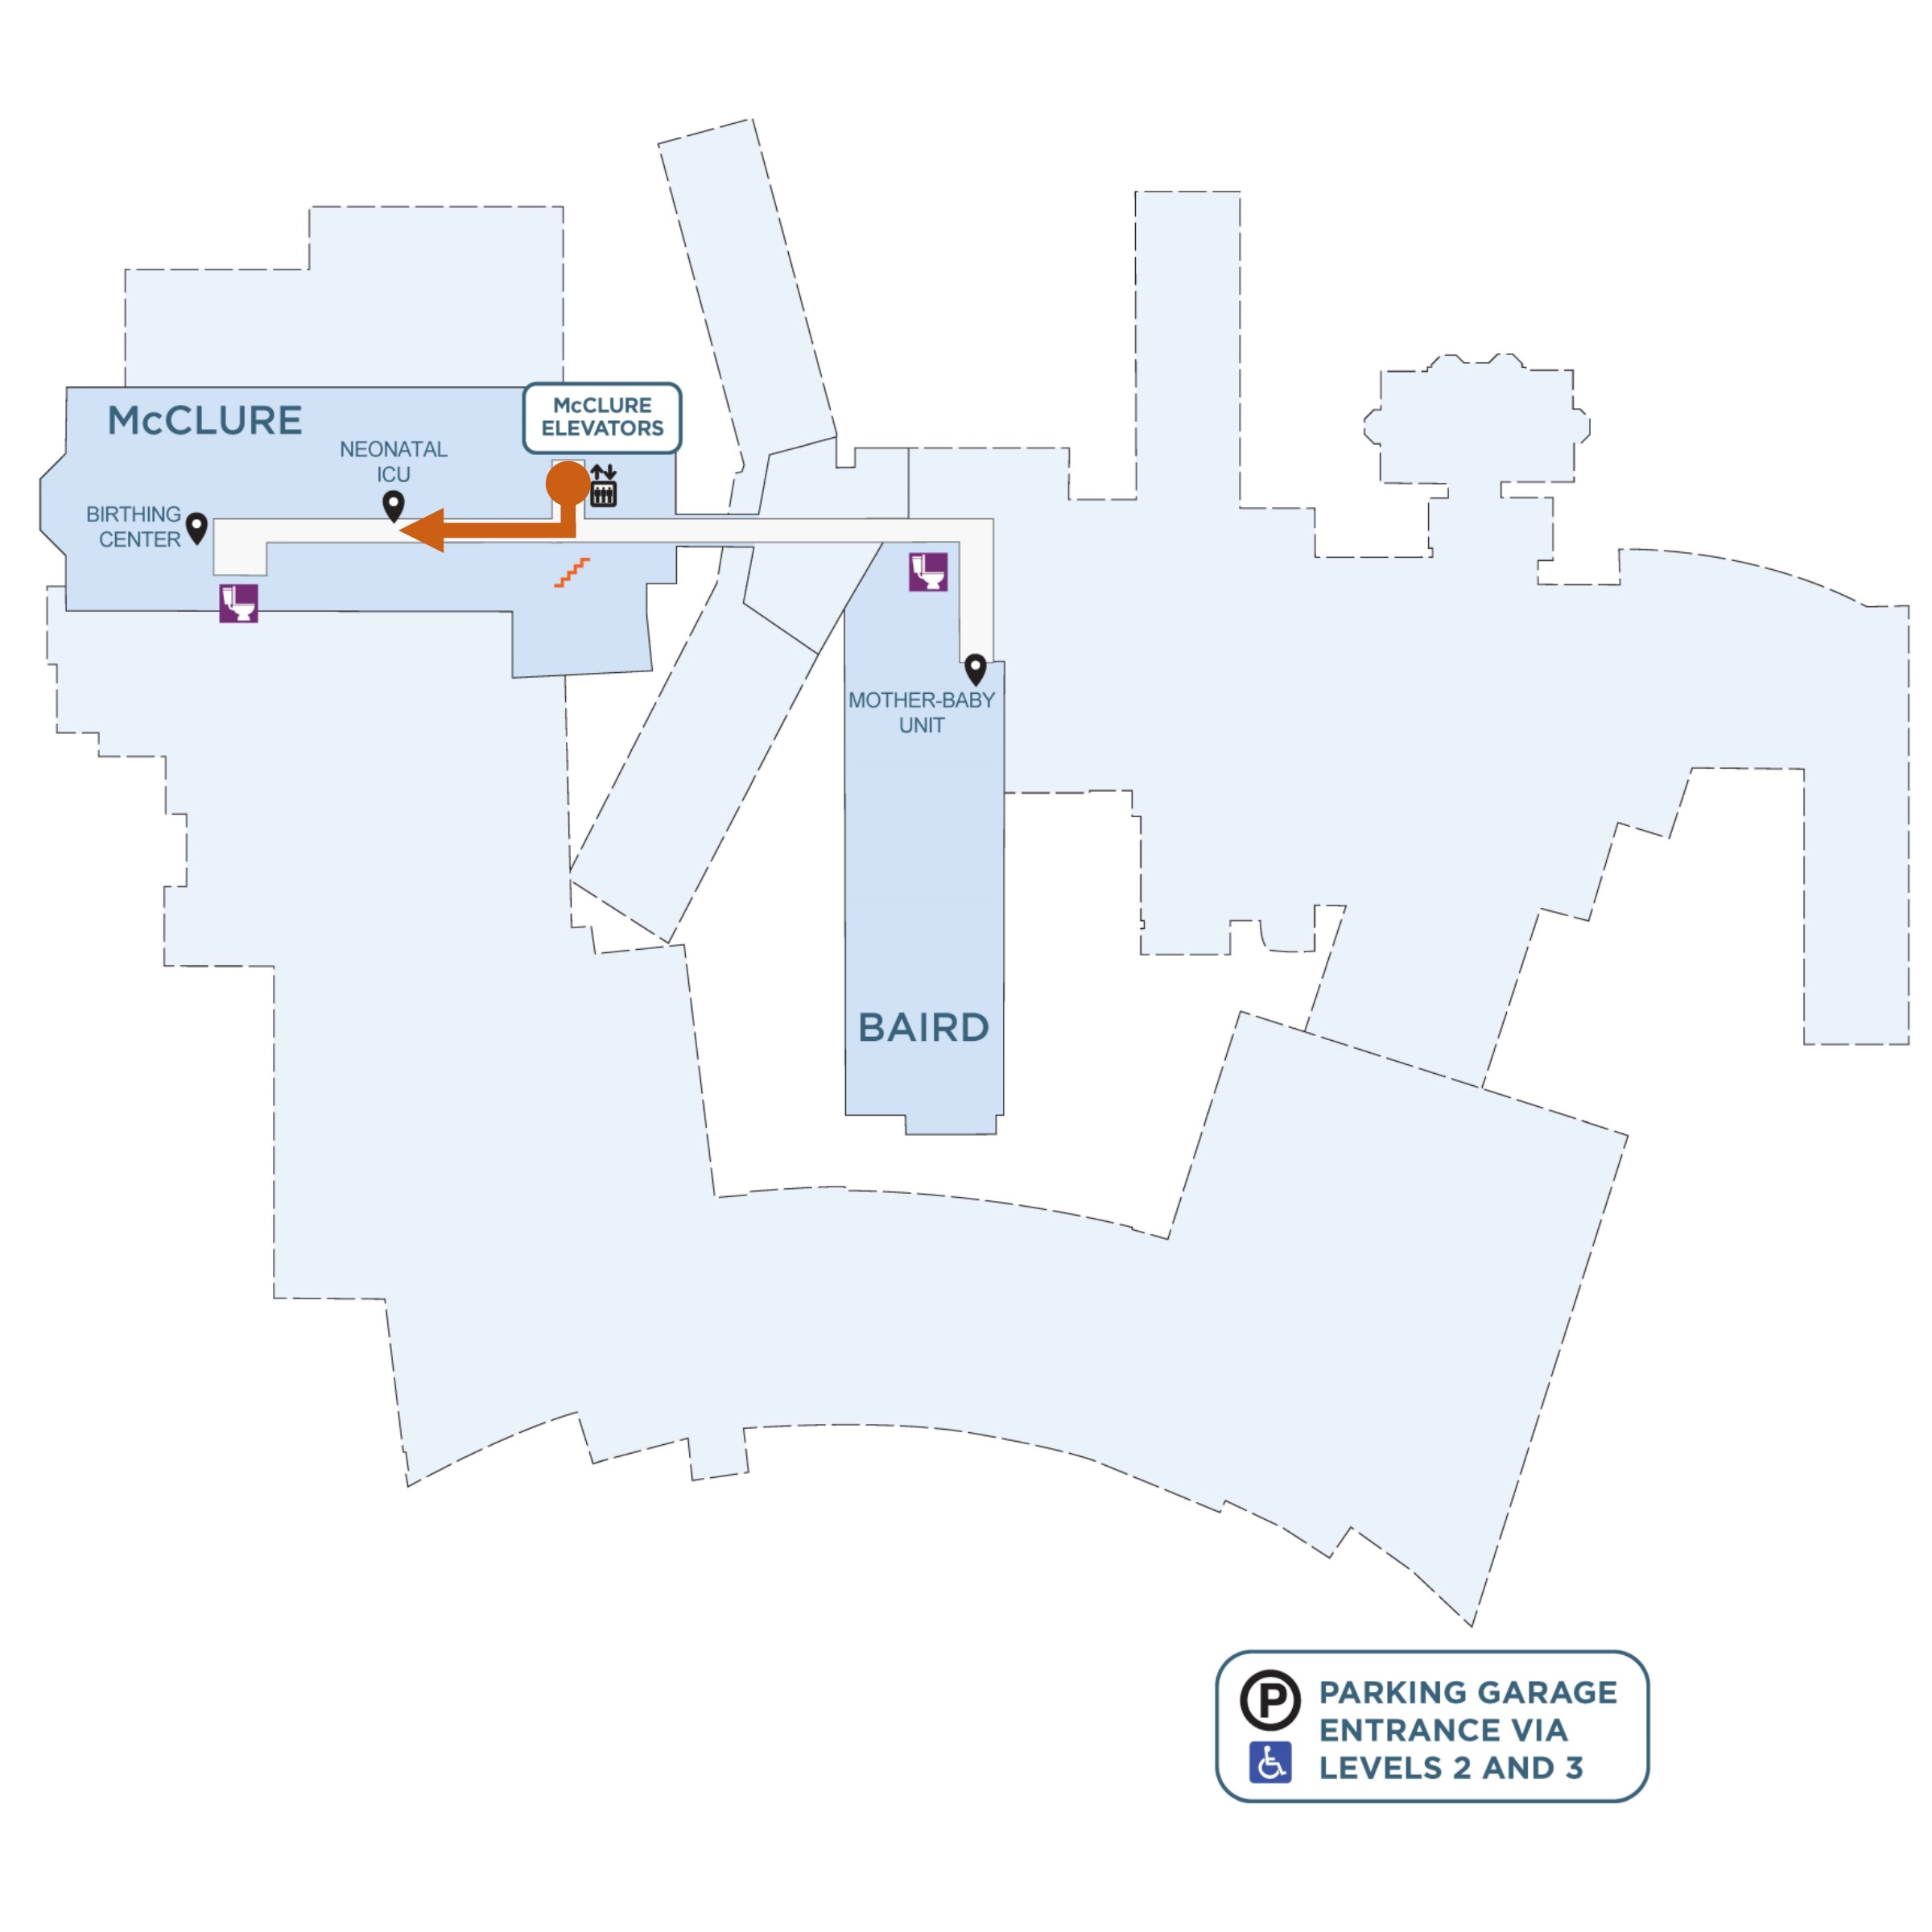 McCLURE
McCLURE
ELEVATORS
NEONATAL
ICU
BIRTHING
CENTER
MOTHER-BABY
UNIT
BAIRD
P
PARKING GARAGE
ENTRANCE VIA
LEVELS 2 AND 3